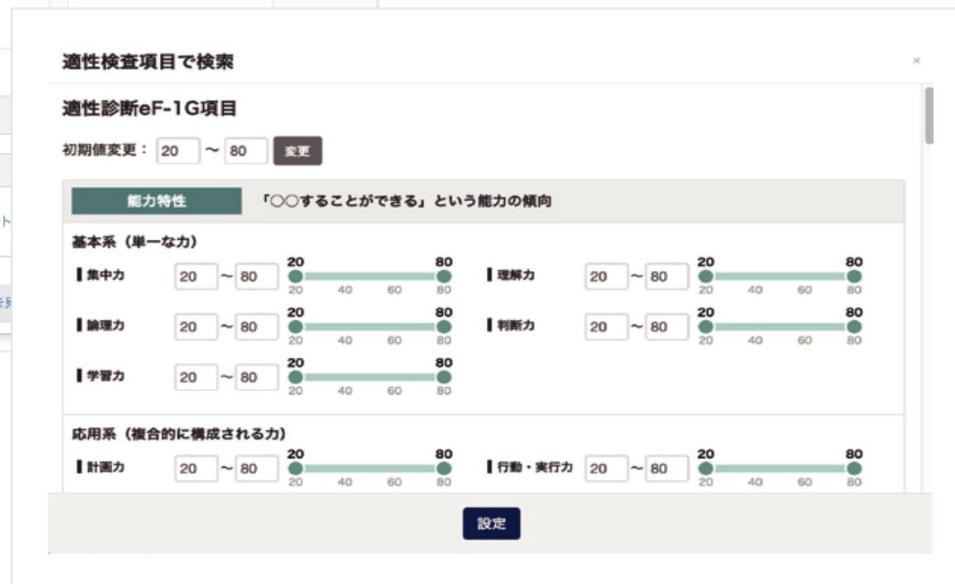 適性検査項目で検索
×
適性診断eF-1G項目
初期値変更： 20 ～ 80 変更
能力特性 「○○することができる」という能力の傾向
基本系（単一な力）
集中力 20 ～ 80 20 80 20 40 60 80
理解力 20 ～ 80 20 80 20 40 60 80
論理力 20 ～ 80 20 80 20 40 60 80
判断力 20 ～ 80 20 80 20 40 60 80
学習力 20 ～ 80 20 80 20 40 60 80
応用系（複合的に構成される力）
計画力 20 ～ 80 20 80 20 40 60 80
行動・実行力 20 ～ 80 20 80 20 40 60 80
設定
ト